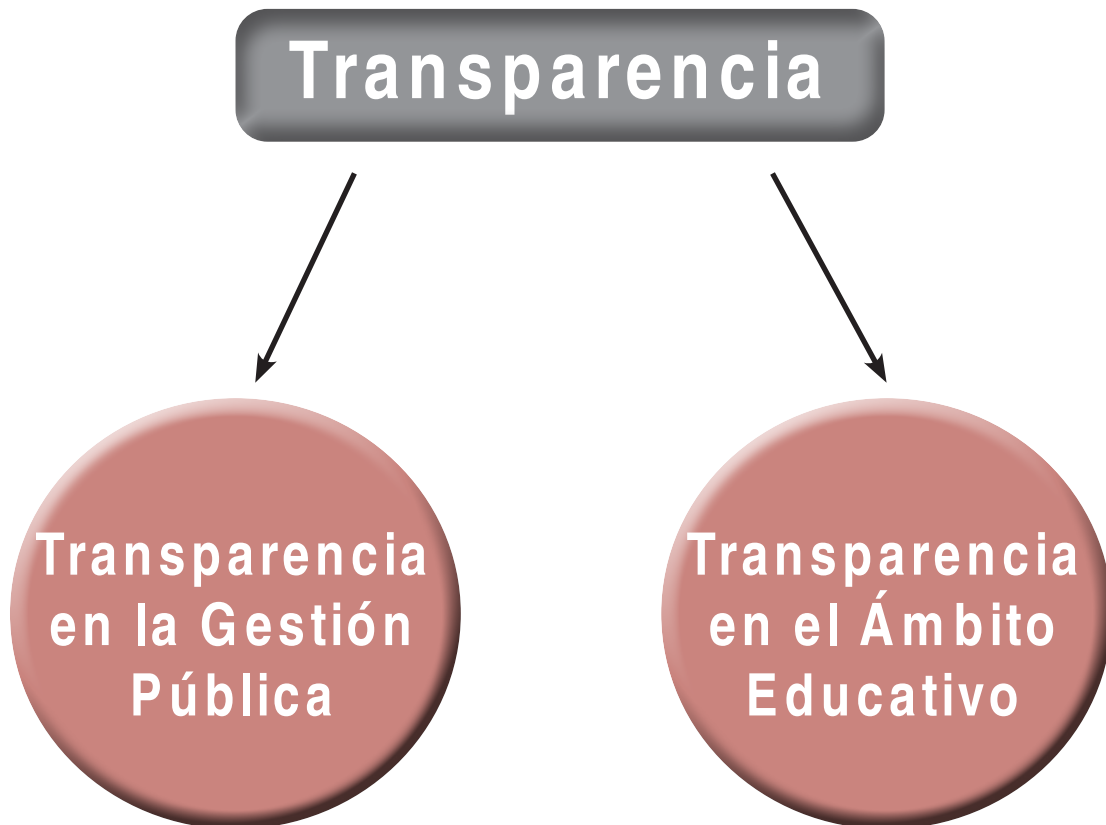 Transparencia
Transparencia
en la Gestión
Pública
Transparencia
en el Ámbito
Educativo